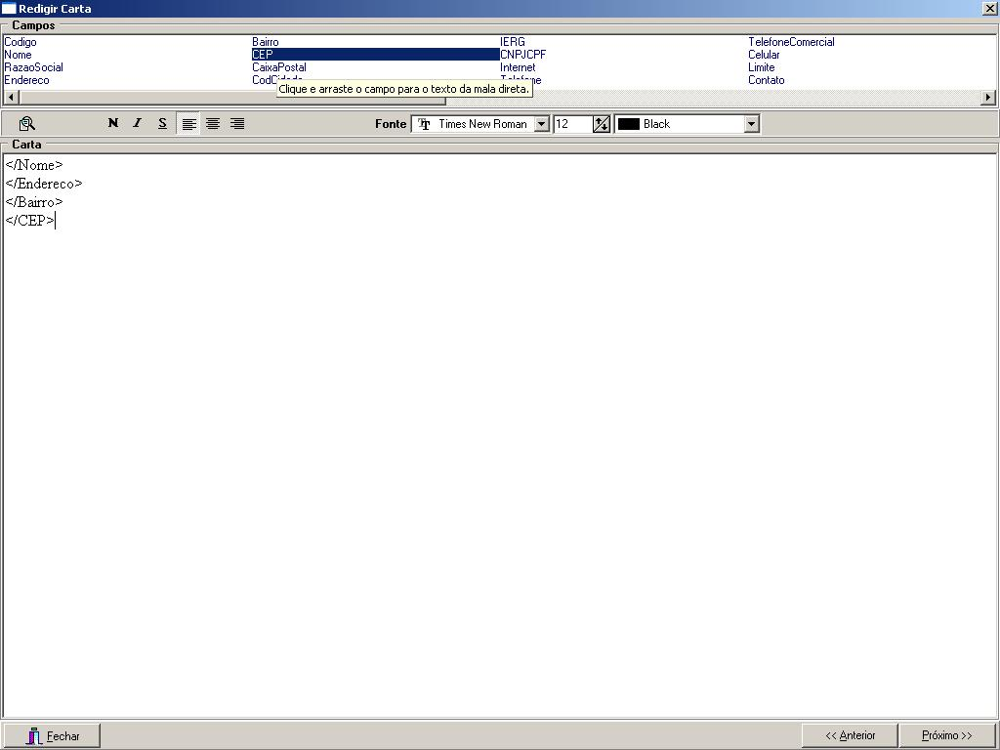 Redigir Carta
Campos
Codigo Bairro IERG TelefoneComercial
Nome CEP CNPJCPF Celular
RazaoSocial CaixaPostal Internet Limite
Endereco Contato
Clique e arraste o campo para o texto da mala direta.
N I S Fonte Times New Roman 12 Black
Carta
</Nome>
</Endereco>
</Bairro>
</CEP>
Fechar << Anterior Próximo >>